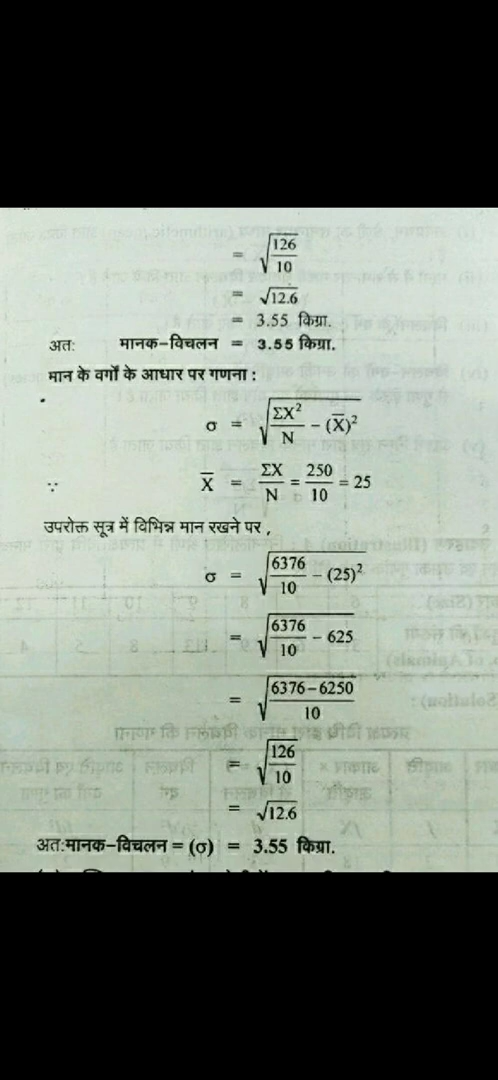 = √126/10
= √12.6
= 3.55 किग्रा.
अत: मानक-विचलन = 3.55 किग्रा.
मान के वर्गों के आधार पर गणना :
σ = √ΣX²/N − (X̅)²
∵ X̅ = ΣX/N = 250/10 = 25
उपरोक्त सूत्र में विभिन्न मान रखने पर ,
σ = √6376/10 − (25)²
= √6376/10 − 625
= √6376−6250/10
= √126/10
= √12.6
अत:मानक-विचलन = (σ) = 3.55 किग्रा.